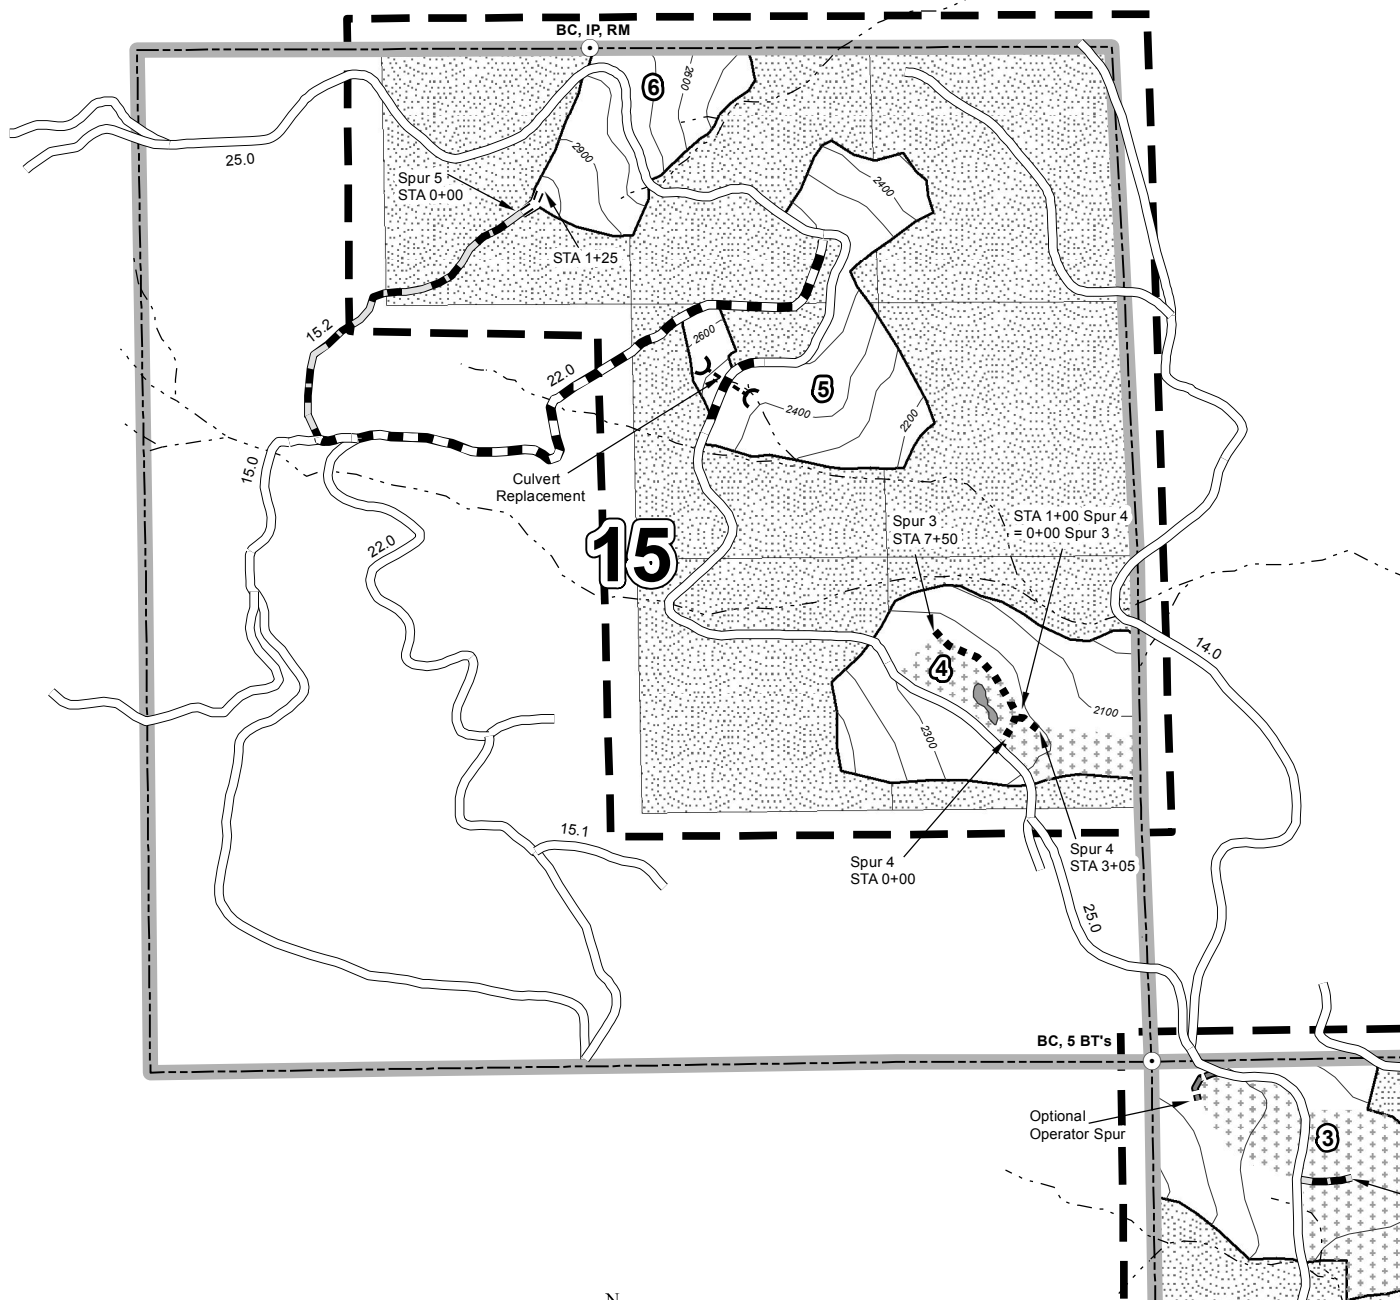 BC, IP, RM
6
2600
25.0
2900
Spur 5
STA 0+00
2400
STA 1+25
15.2
2600
22.0
5
2400
2200
15.0
Culvert
Replacement
Spur 3
STA 7+50
STA 1+00 Spur 4
= 0+00 Spur 3
22.0
15
14.0
4
2100
2300
15.1
Spur 4
STA 0+00
Spur 4
STA 3+05
25.0
BC, 5 BT's
Optional
Operator Spur
3
N